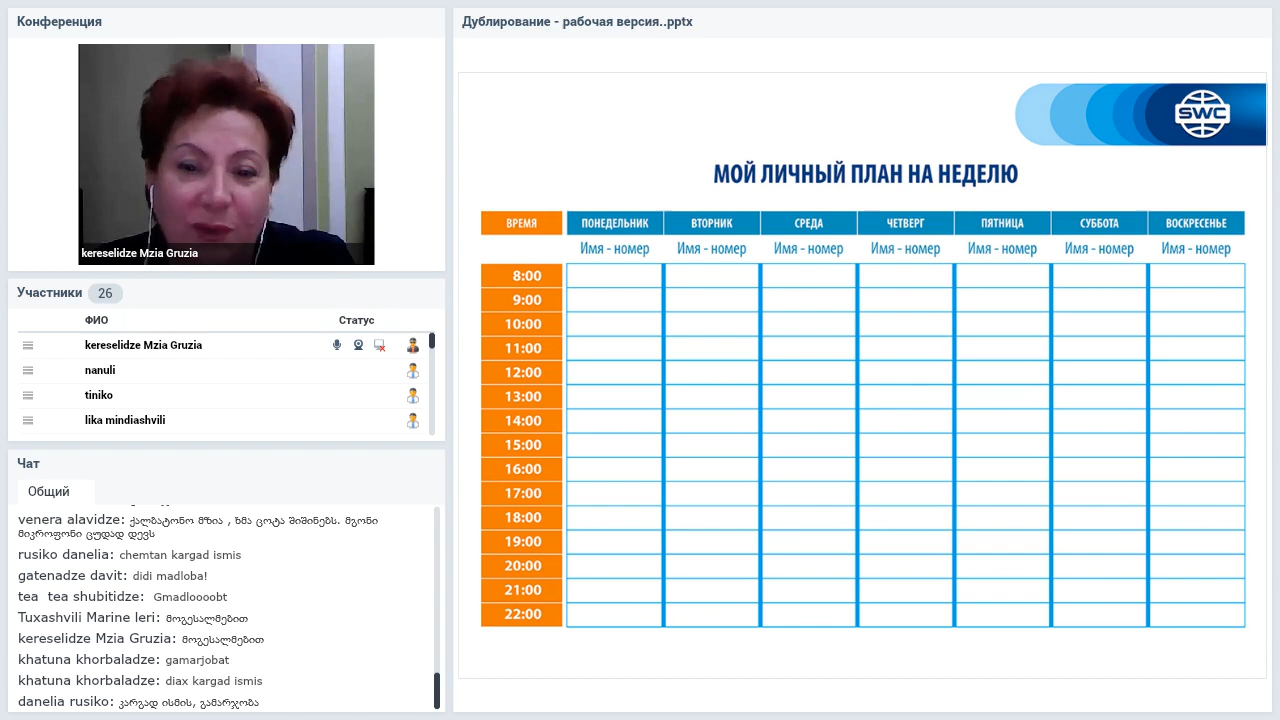 Конференция
kereselidze Mzia Gruzia
Участники 26
ФИО Статус
kereselidze Mzia Gruzia
nanuli
tiniko
lika mindiashvili
Чат
Общий
venera alavidze: ქალბატონო მზია , ხმა ცოტა შიშინებს. მგონი
მიკროფონი ცუდად დევს
rusiko danelia: chemtan kargad ismis
gatenadze davit: didi madloba!
tea tea shubitidze: Gmadloooobt
Tuxashvili Marine leri: მოგესალმებით
kereselidze Mzia Gruzia: მოგესალმებით
khatuna khorbaladze: gamarjobat
khatuna khorbaladze: diax kargad ismis
danelia rusiko: კარგად ისმის, გამარჯობა
Дублирование - рабочая версия..pptx
SWC
МОЙ ЛИЧНЫЙ ПЛАН НА НЕДЕЛЮ
ВРЕМЯ ПОНЕДЕЛЬНИК ВТОРНИК СРЕДА ЧЕТВЕРГ ПЯТНИЦА СУББОТА ВОСКРЕСЕНЬЕ
Имя - номер Имя - номер Имя - номер Имя - номер Имя - номер Имя - номер Имя - номер
8:00
9:00
10:00
11:00
12:00
13:00
14:00
15:00
16:00
17:00
18:00
19:00
20:00
21:00
22:00